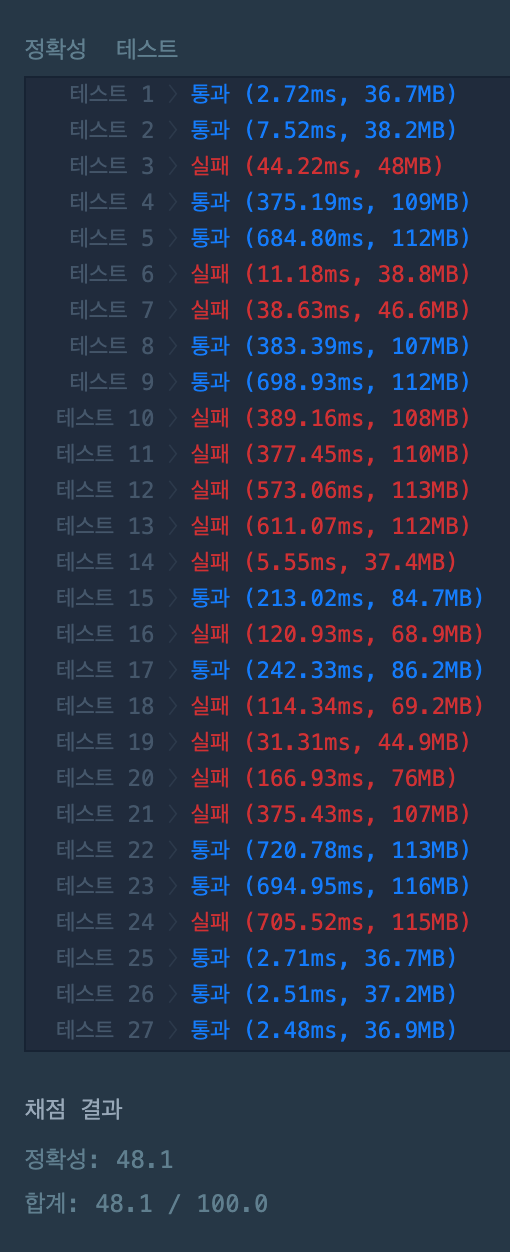 정확성 테스트
테스트 1 〉 통과 (2.72ms, 36.7MB)
테스트 2 〉 통과 (7.52ms, 38.2MB)
테스트 3 〉 실패 (44.22ms, 48MB)
테스트 4 〉 통과 (375.19ms, 109MB)
테스트 5 〉 통과 (684.80ms, 112MB)
테스트 6 〉 실패 (11.18ms, 38.8MB)
테스트 7 〉 실패 (38.63ms, 46.6MB)
테스트 8 〉 통과 (383.39ms, 107MB)
테스트 9 〉 통과 (698.93ms, 112MB)
테스트 10 〉 실패 (389.16ms, 108MB)
테스트 11 〉 실패 (377.45ms, 110MB)
테스트 12 〉 실패 (573.06ms, 113MB)
테스트 13 〉 실패 (611.07ms, 112MB)
테스트 14 〉 실패 (5.55ms, 37.4MB)
테스트 15 〉 통과 (213.02ms, 84.7MB)
테스트 16 〉 실패 (120.93ms, 68.9MB)
테스트 17 〉 통과 (242.33ms, 86.2MB)
테스트 18 〉 실패 (114.34ms, 69.2MB)
테스트 19 〉 실패 (31.31ms, 44.9MB)
테스트 20 〉 실패 (166.93ms, 76MB)
테스트 21 〉 실패 (375.43ms, 107MB)
테스트 22 〉 통과 (720.78ms, 113MB)
테스트 23 〉 통과 (694.95ms, 116MB)
테스트 24 〉 실패 (705.52ms, 115MB)
테스트 25 〉 통과 (2.71ms, 36.7MB)
테스트 26 〉 통과 (2.51ms, 37.2MB)
테스트 27 〉 통과 (2.48ms, 36.9MB)
채점 결과
정확성: 48.1
합계: 48.1 / 100.0